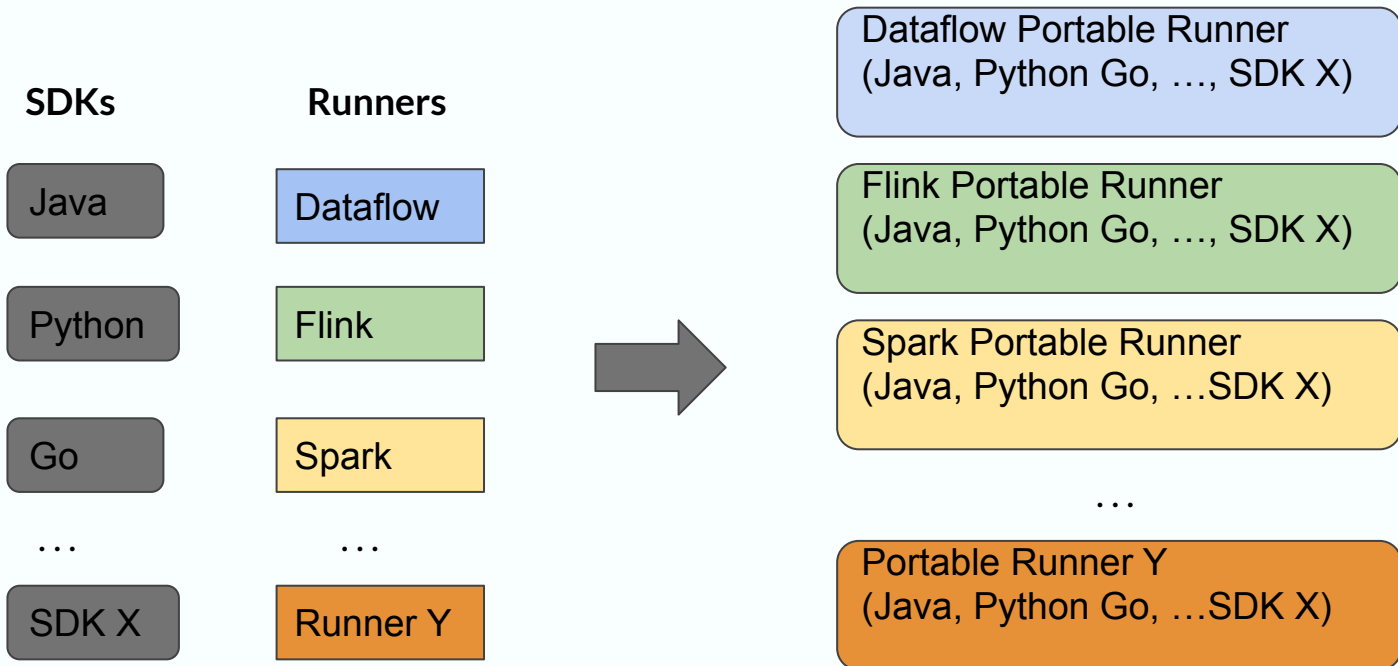 SDKs
Java
Python
Go
...
SDK X
Runners
Dataflow
Flink
Spark
...
Runner Y
Dataflow Portable Runner
(Java, Python Go, …, SDK X)
Flink Portable Runner
(Java, Python Go, …, SDK X)
Spark Portable Runner
(Java, Python Go, …SDK X)
...
Portable Runner Y
(Java, Python Go, …SDK X)